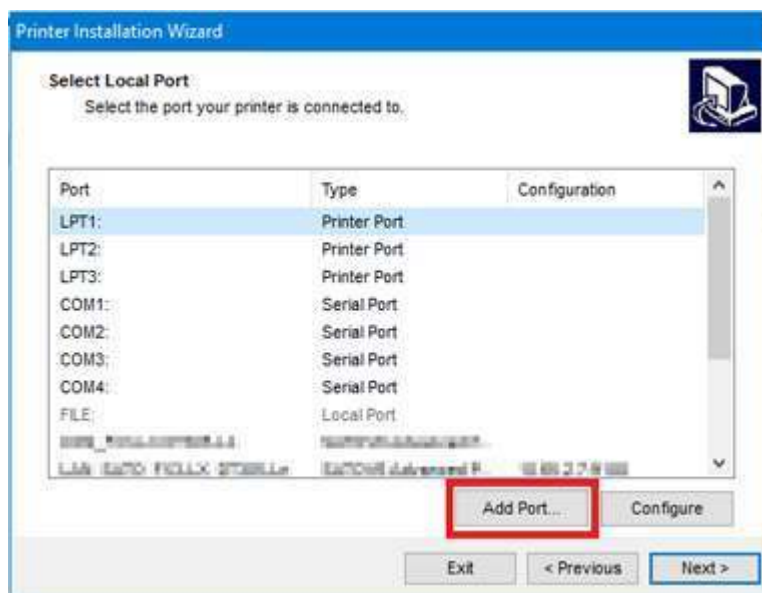 Printer Installation Wizard
Select Local Port
Select the port your printer is connected to.
Port Type Configuration
LPT1: Printer Port
LPT2: Printer Port
LPT3: Printer Port
COM1: Serial Port
COM2: Serial Port
COM3: Serial Port
COM4: Serial Port
FILE: Local Port
Add Port... Configure
Exit < Previous Next >